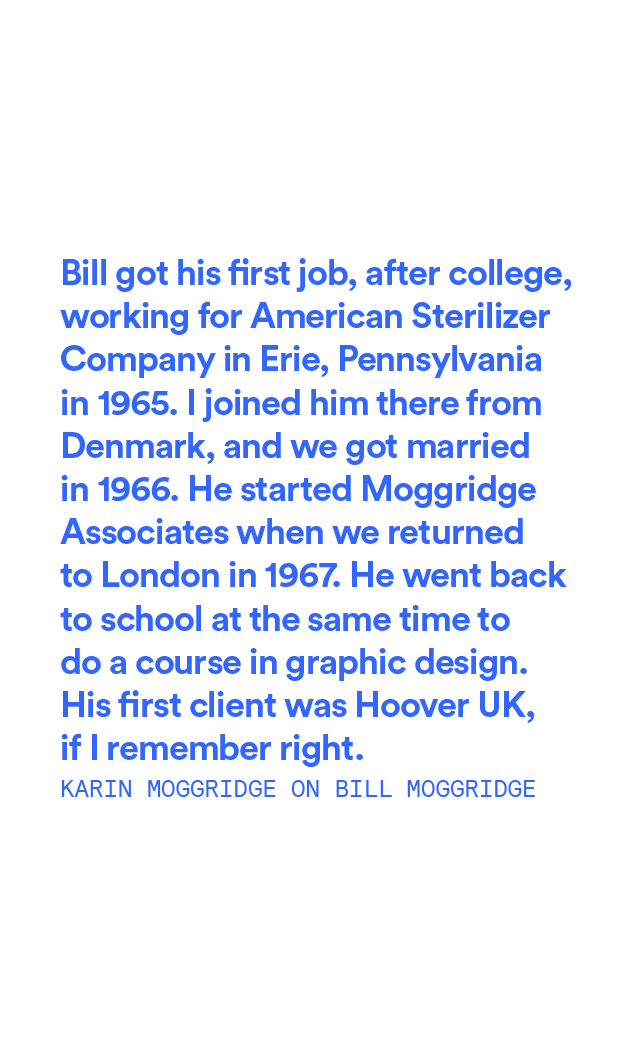 Bill got his first job, after college,
working for American Sterilizer
Company in Erie, Pennsylvania
in 1965. I joined him there from
Denmark, and we got married
in 1966. He started Moggridge
Associates when we returned
to London in 1967. He went back
to school at the same time to
do a course in graphic design.
His first client was Hoover UK,
if I remember right.
KARIN MOGGRIDGE ON BILL MOGGRIDGE